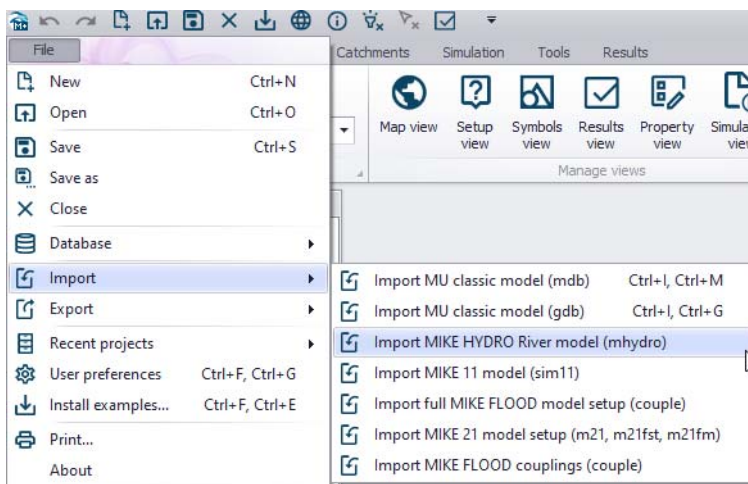 File
Catchments Simulation Tools Results
New Ctrl+N
Open Ctrl+O
Save Ctrl+S
Save as
Close
Database
Import
Export
Recent projects
User preferences Ctrl+F, Ctrl+G
Install examples... Ctrl+F, Ctrl+E
Print...
About
Map view
Setup view
Symbols view
Results view
Property view
Manage views
Import MU classic model (mdb) Ctrl+I, Ctrl+M
Import MU classic model (gdb) Ctrl+I, Ctrl+G
Import MIKE HYDRO River model (mhydro)
Import MIKE 11 model (sim11)
Import full MIKE FLOOD model setup (couple)
Import MIKE 21 model setup (m21, m21fst, m21fm)
Import MIKE FLOOD couplings (couple)